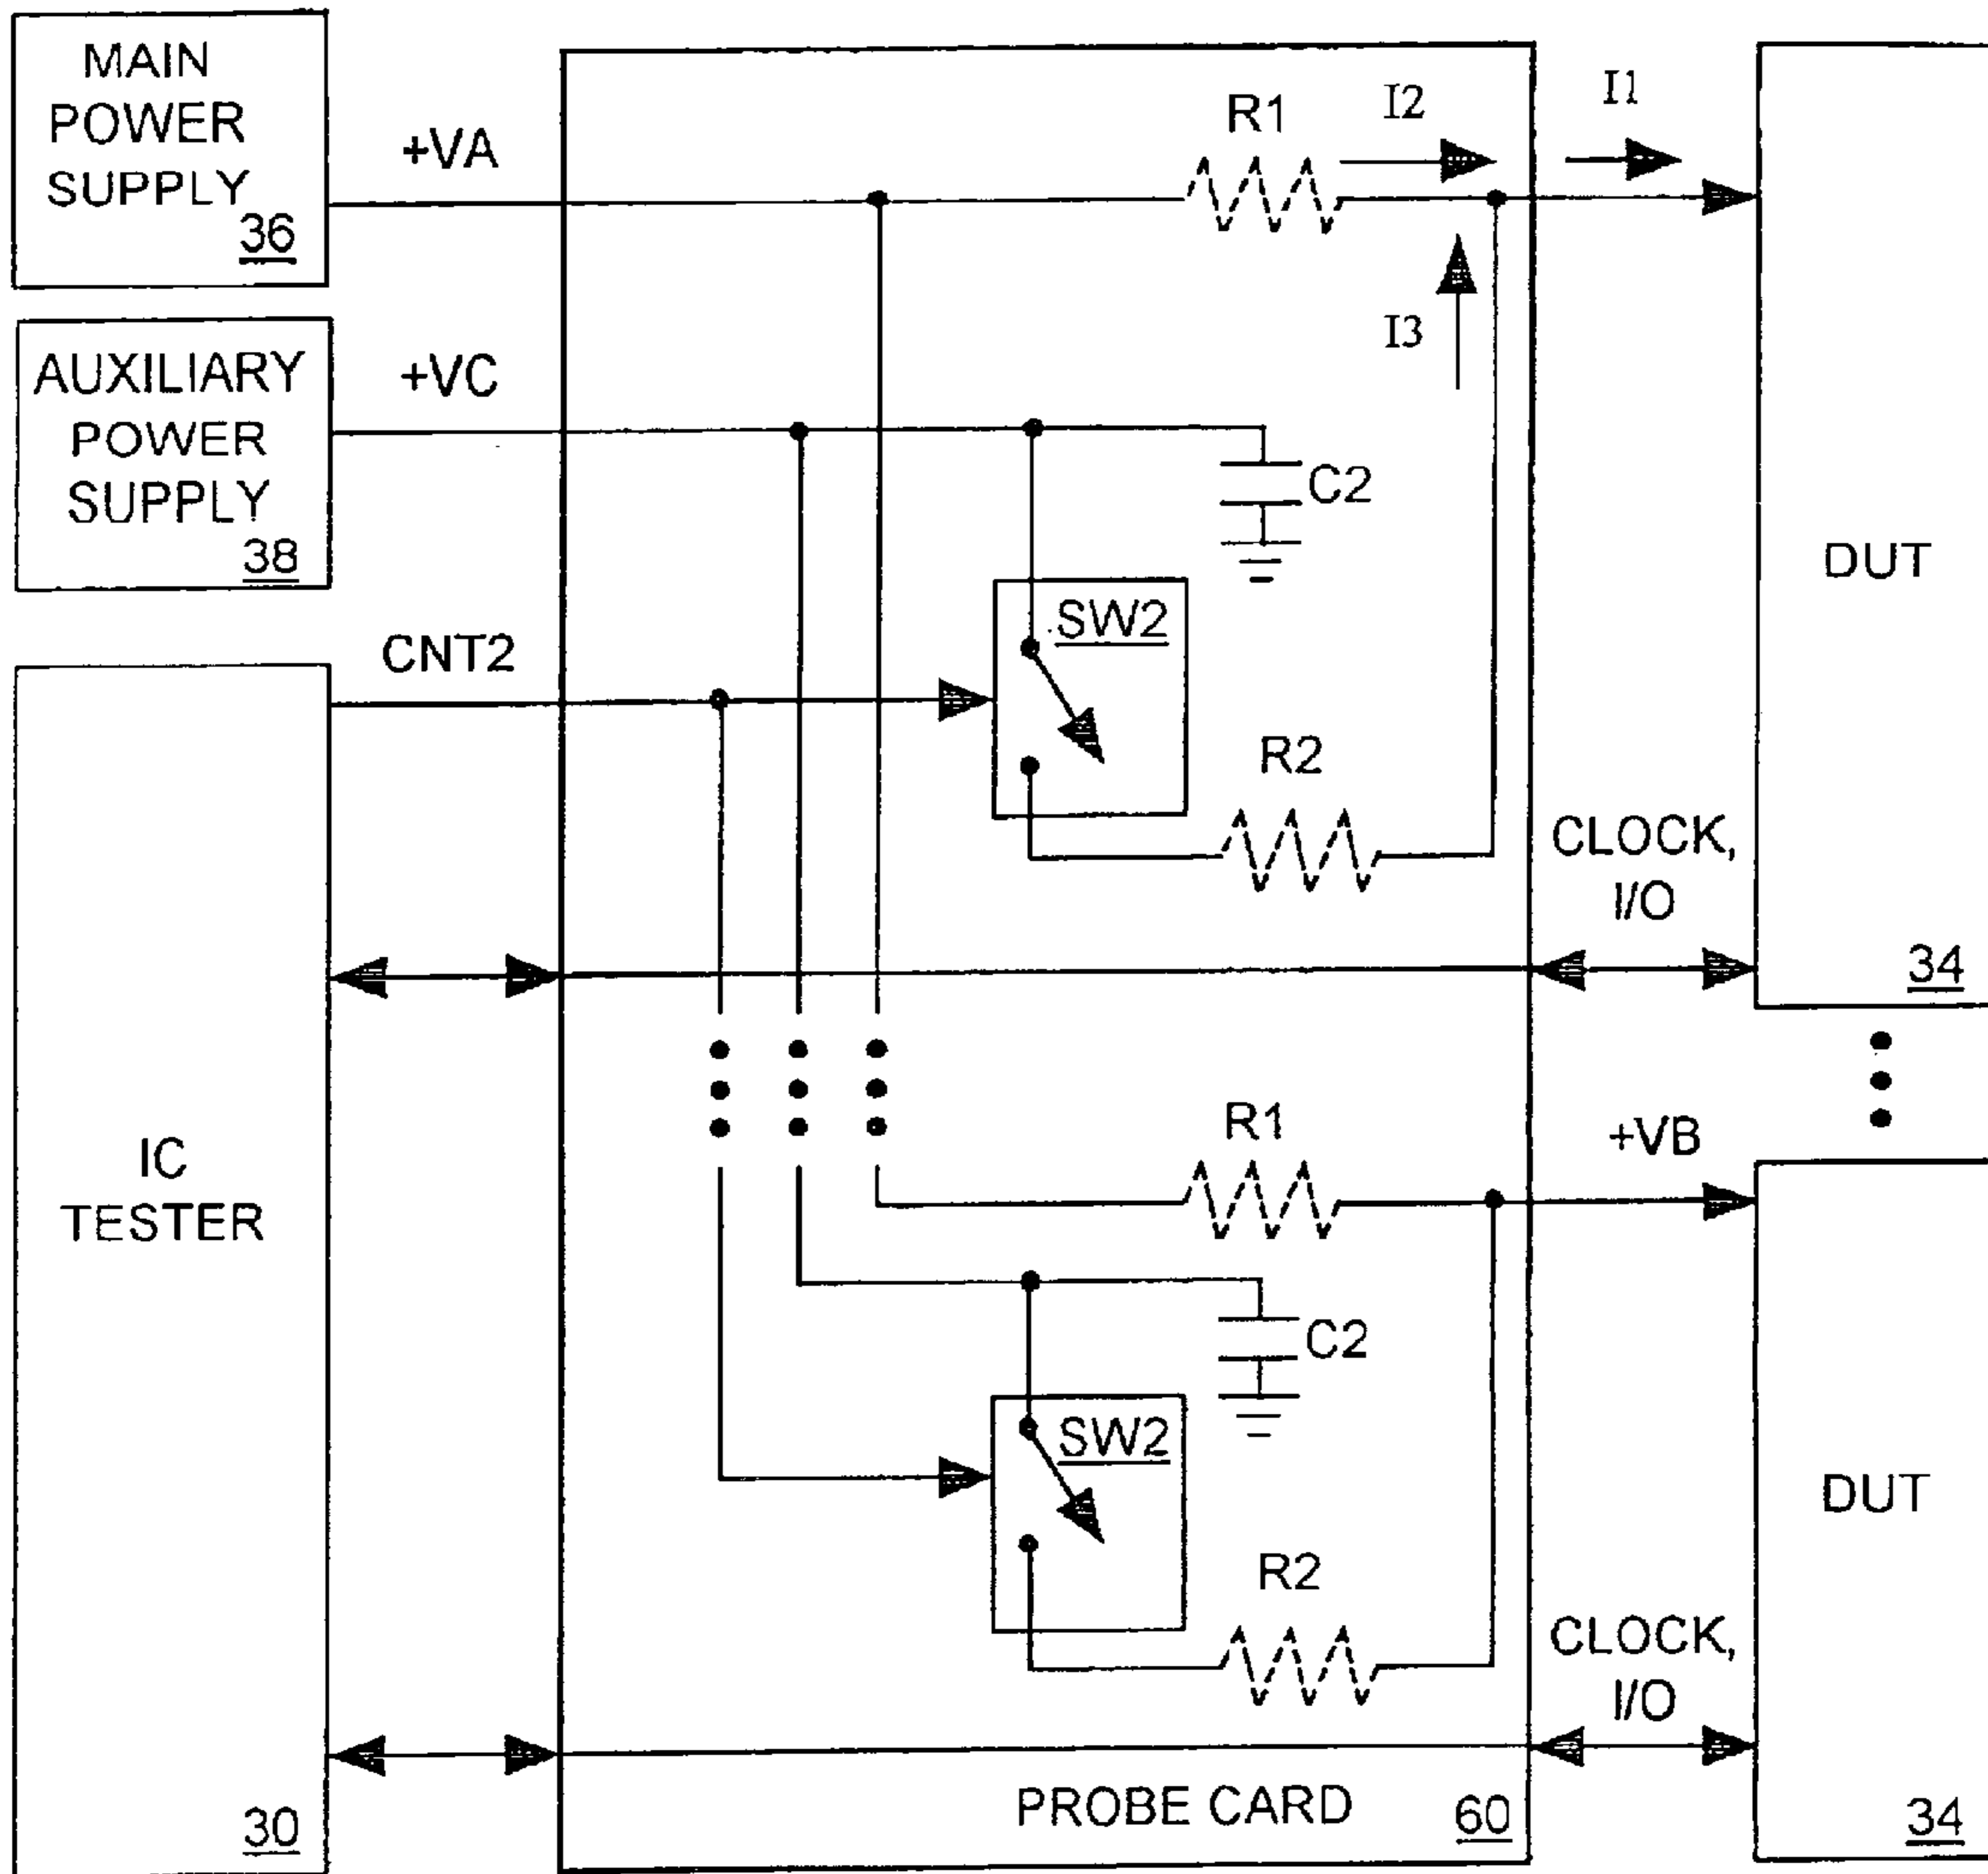 MAIN
POWER
SUPPLY
36
+VA
R1
I2
I1
AUXILIARY
POWER
SUPPLY
38
+VC
I3
C2
DUT
34
CNT2
SW2
R2
CLOCK,
I/O
IC
TESTER
30
R1
+VB
C2
SW2
R2
DUT
34
CLOCK,
I/O
PROBE CARD
60